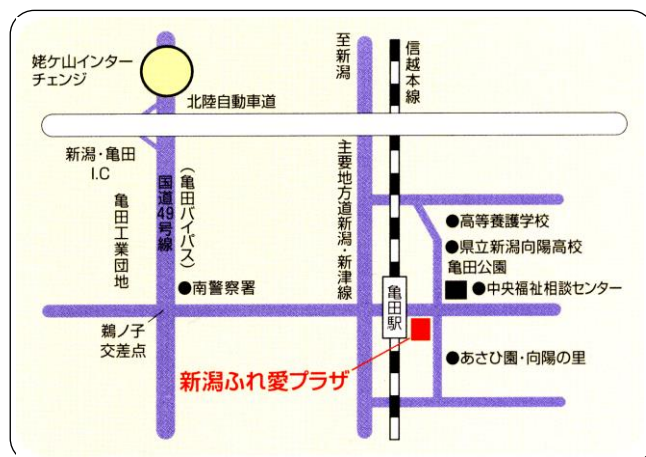 姥ケ山インター
チェンジ
北陸自動車道
至新潟
信越本線
新潟・亀田
I.C
亀田工業団地
国道49号線
(亀田バイパス)
主要地方道新潟・新津線
●高等養護学校
●県立新潟向陽高校
亀田公園
●中央福祉相談センター
●南警察署
亀田駅
鵜ノ子
交差点
新潟ふれ愛プラザ
●あさひ園・向陽の里